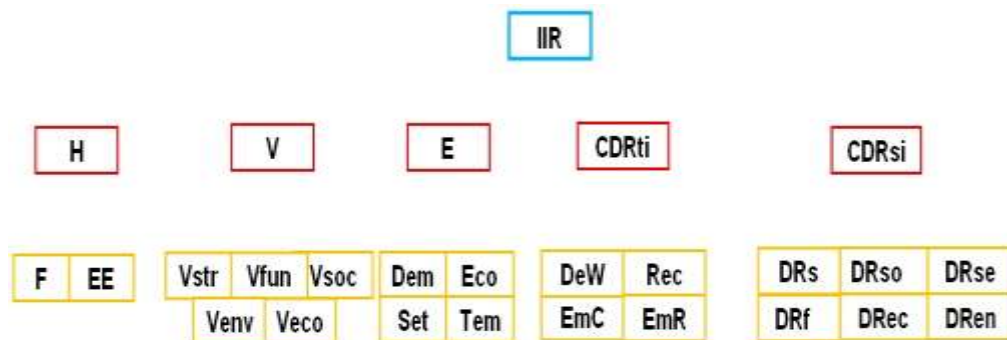 IIR
H V E CDRti CDRsi
F EE Vstr Vfun Vsoc Dem Eco DeW Rec DRs DRso DRse
Venv Veco Set Tem EmC EmR DRf DRec DRen